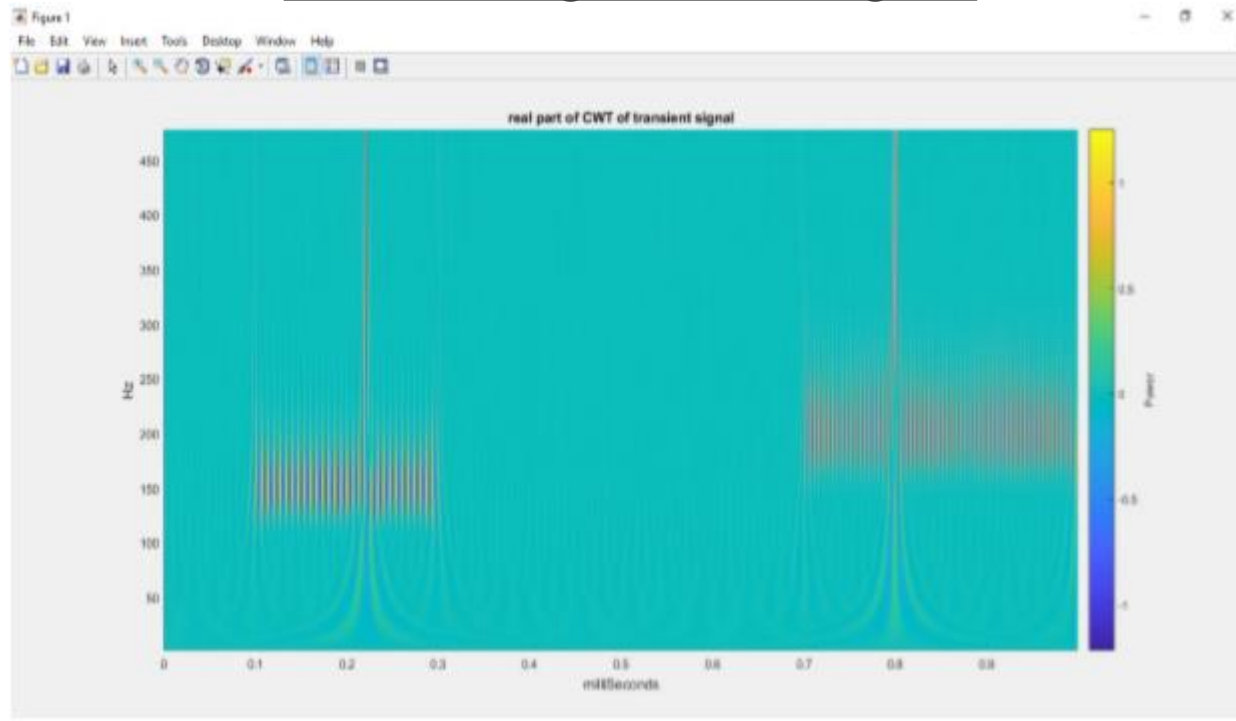 Figure 1
File Edit View Insert Tools Desktop Window Help
real part of CWT of transient signal
450
400
350
300
250
200
150
100
50
Hz
0 0.1 0.2 0.3 0.4 0.5 0.6 0.7 0.8 0.9
milliSeconds
1
0.5
0
-0.5
-1
Power